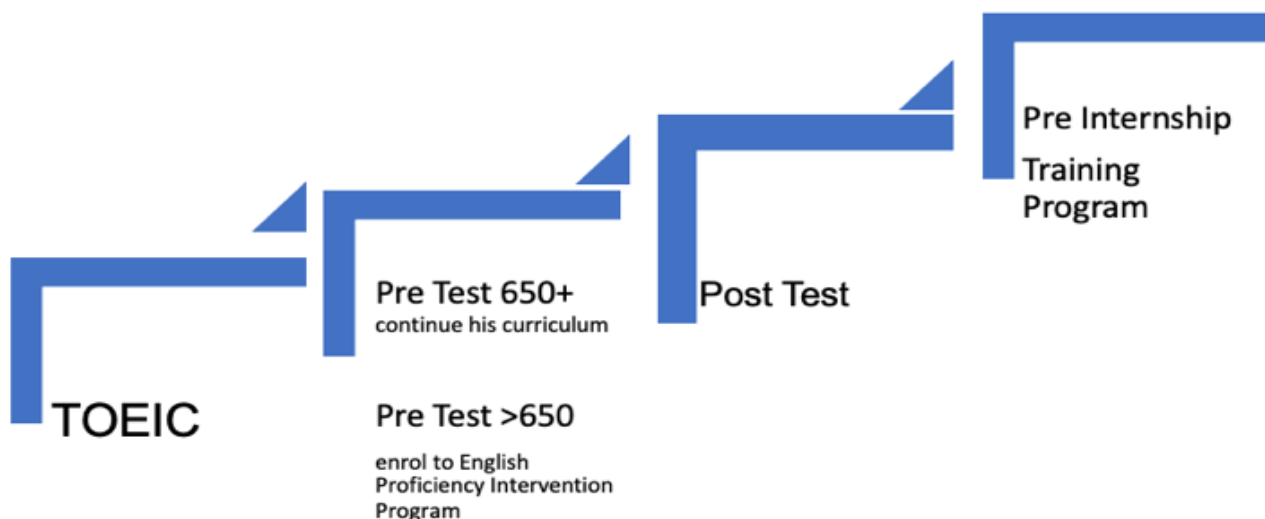 TOEIC
Pre Test 650+
continue his curriculum
Pre Test >650
enrol to English
Proficiency Intervention
Program
Post Test
Pre Internship
Training
Program